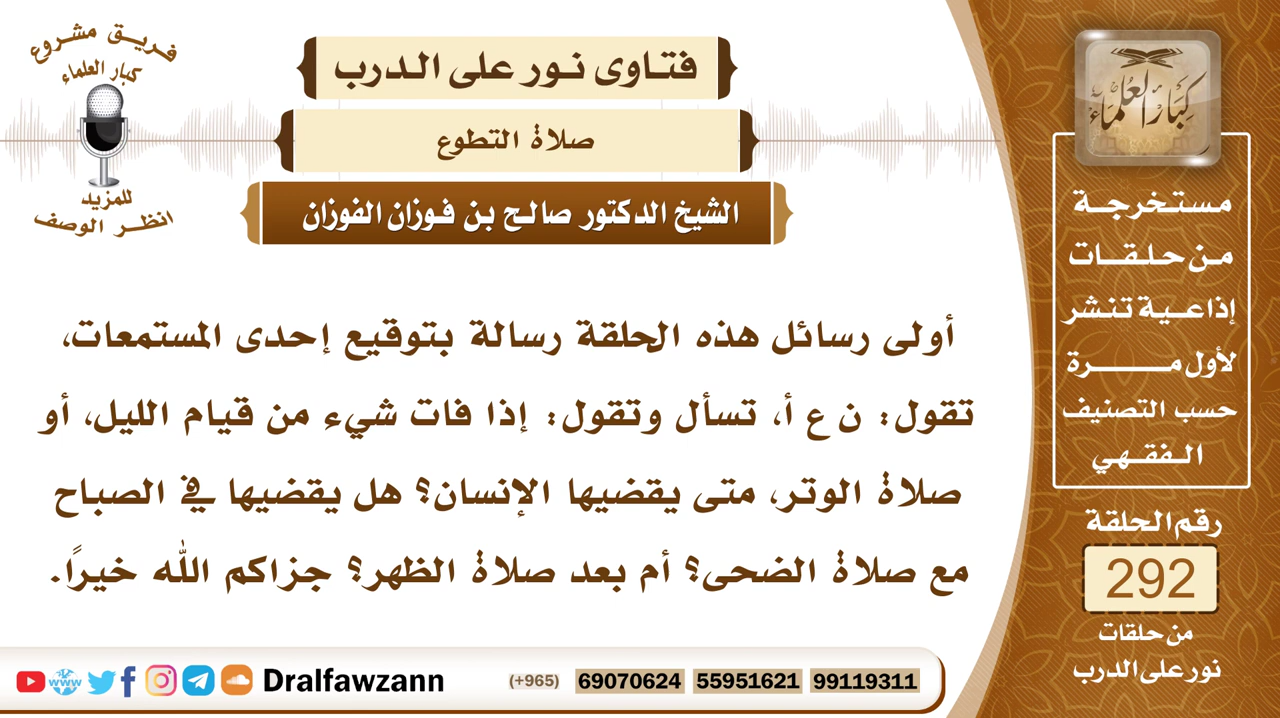 فريق مشروع
كبار العلماء
للمزيد
انظر الوصف
فتاوى نور على الدرب
صلاة التطوع
الشيخ الدكتور صالح بن فوزان الفوزان
أولى رسائل هذه الحلقة رسالة بتوقيع إحدى المستمعات،
تقول: ن ع أ، تسأل وتقول: إذا فات شيء من قيام الليل، أو
صلاة الوتر، متى يقضيها الإنسان؟ هل يقضيها في الصباح
مع صلاة الضحى؟ أم بعد صلاة الظهر؟ جزاكم الله خيرًا.
كبار العلماء
مستخرجة
من حلقات
إذاعية تنشر
لأول مرة
حسب التصنيف
الفقهي
رقم الحلقة
292
من حلقات
نور على الدرب
www Dralfawzann (+965) 69070624 55951621 99119311